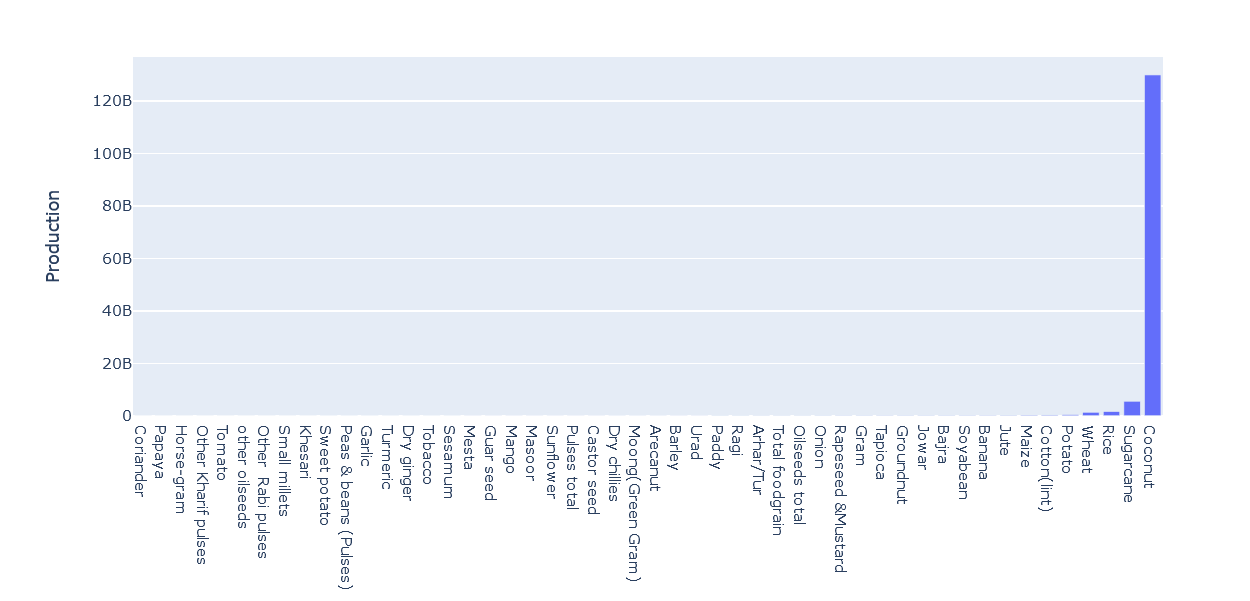 Production
120B
100B
80B
60B
40B
20B
0
Coriander
Papaya
Horse-gram
Other Kharif pulses
Tomato
other oilseeds
Other  Rabi pulses
Small millets
Khesari
Sweet potato
Peas & beans (Pulses)
Garlic
Turmeric
Dry ginger
Tobacco
Sesamum
Mesta
Guar seed
Mango
Masoor
Sunflower
Pulses total
Castor seed
Dry chillies
Moong(Green Gram)
Arecanut
Barley
Urad
Paddy
Ragi
Arhar/Tur
Total foodgrain
Oilseeds total
Onion
Rapeseed &Mustard
Tapioca
Gram
Groundnut
Jowar
Bajra
Soyabean
Banana
Jute
Maize
Cotton(lint)
Potato
Wheat
Rice
Sugarcane
Coconut